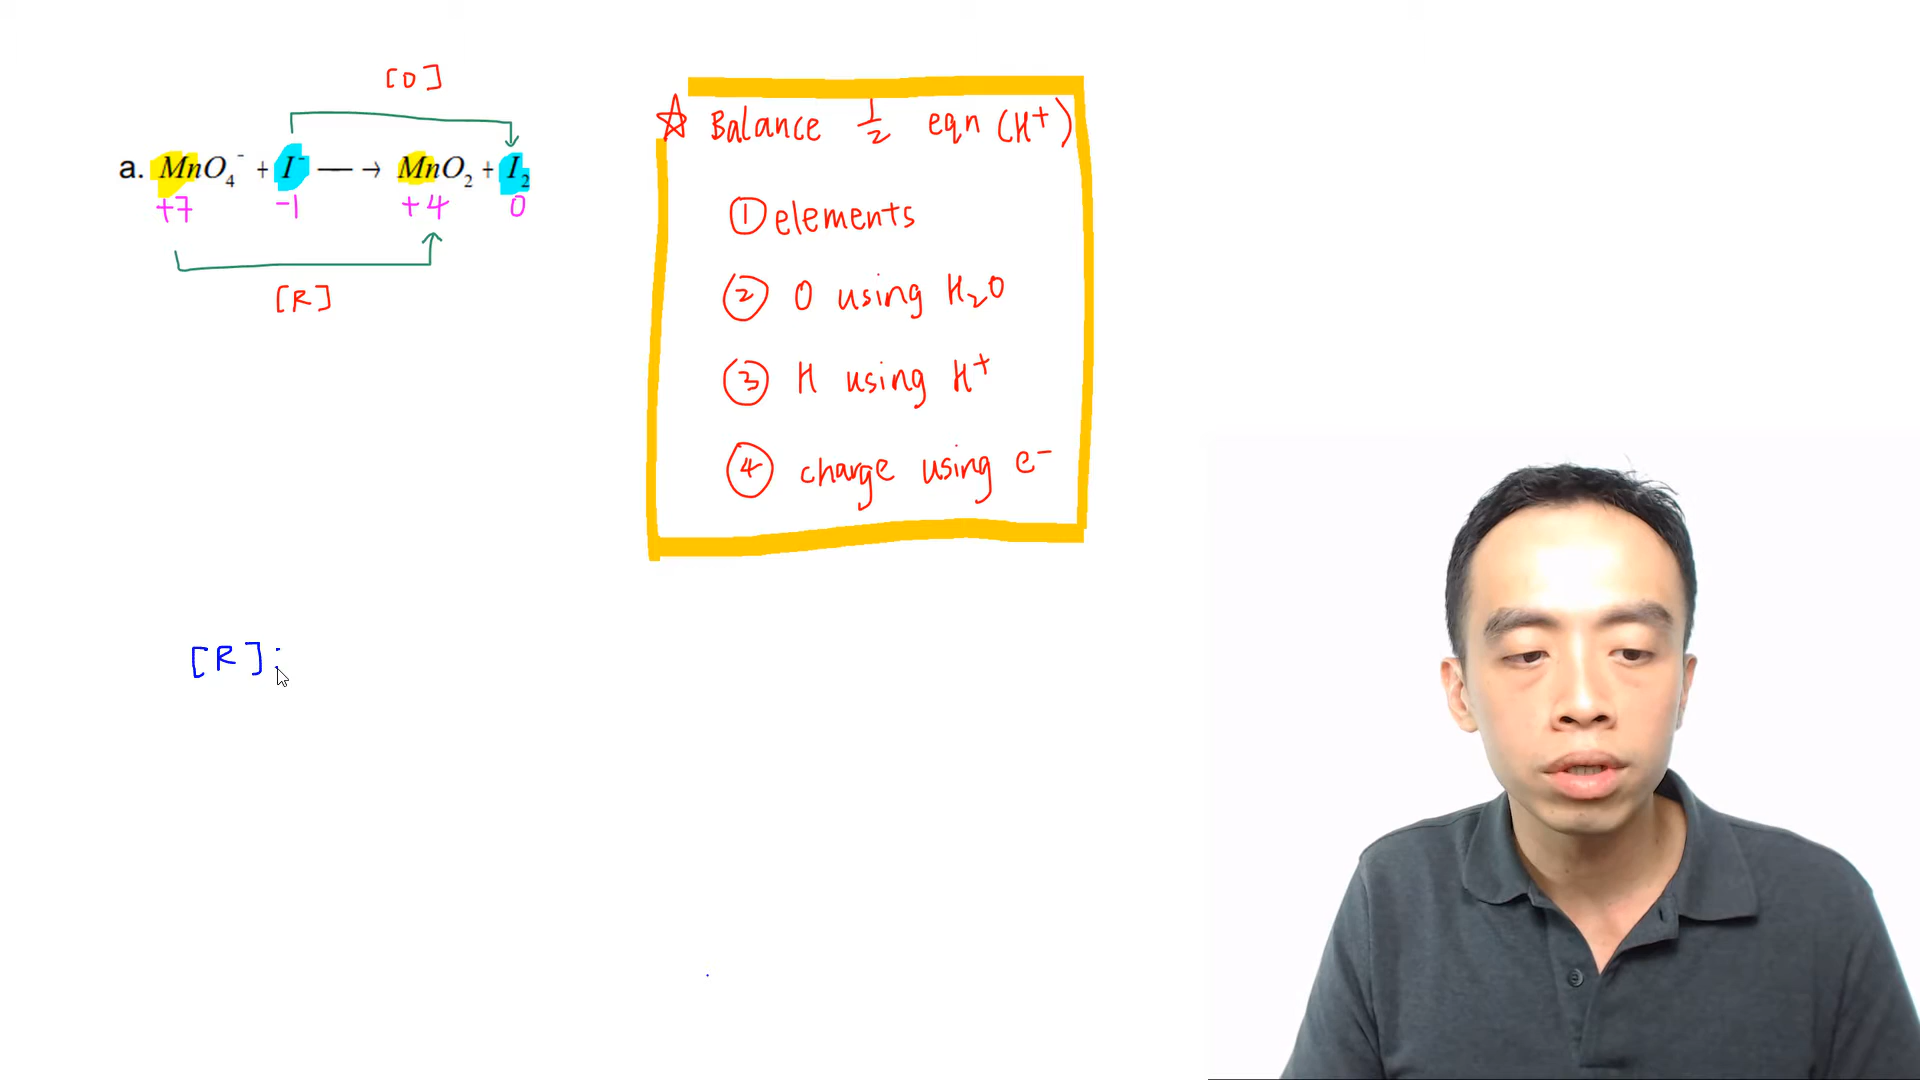 [O]
a. MnO₄⁻ + I⁻ —→ MnO₂ + I₂
+7 -1 +4 0
[R]
☆ Balance ½ eqn (H⁺)
① elements
② O using H₂O
③ H using H⁺
④ charge using e⁻
[R]: